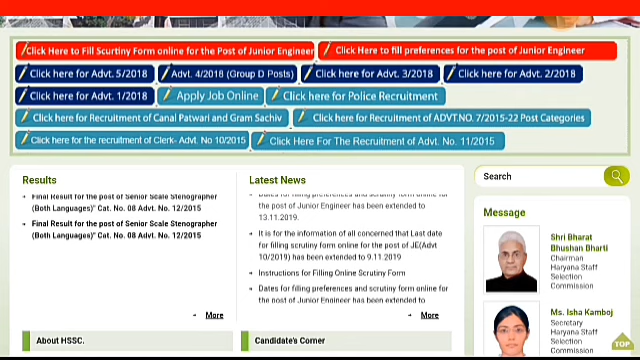 Click Here to Fill Scurtiny Form online for the Post of Junior Engineer
Click Here to fill preferences for the post of Junior Engineer
Click here for Advt. 5/2018
Advt. 4/2018 (Group D Posts)
Click here for Advt. 3/2018
Click here for Advt. 2/2018
Click here for Advt. 1/2018
Apply Job Online
Click here for Police Recruitment
Click here for Recruitment of Canal Patwari and Gram Sachiv
Click here for Recruitment of ADVT.NO. 7/2015-22 Post Categories
Click here for the recruitment of Clerk- Advt. No 10/2015
Click Here For The Recruitment of Advt. No. 11/2015
Results
Final Result for the post of Senior Scale Stenographer
(Both Languages)" Cat. No. 08 Advt. No. 12/2015
Final Result for the post of Senior Scale Stenographer
(Both Languages)" Cat. No. 08 Advt. No. 12/2015
More
Latest News
Dates for filling preferences and scrutiny form online for
the post of Junior Engineer has been extended to
13.11.2019.
It is for the information of all concerned that Last date
for filling scrutiny form online for the post of JE(Advt
10/2019) has been extended to 9.11.2019
Instructions for Filling Online Scrutiny Form
Dates for filling preferences and scrutiny form online for
the post of Junior Engineer has been extended to
More
Search
Message
Shri Bharat
Bhushan Bharti
Chairman
Haryana Staff
Selection
Commission
Ms. Isha Kamboj
Secretary
Haryana Staff
Selection
Commission
TOP
About HSSC.
Candidate's Corner